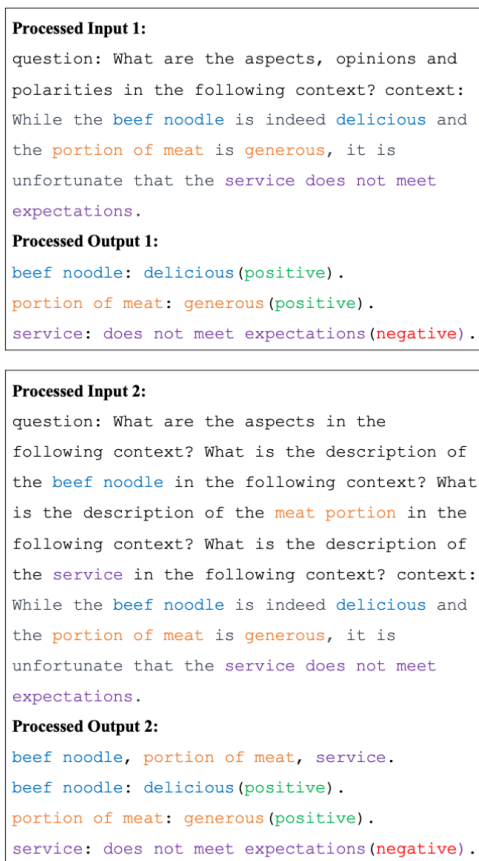 Processed Input 1:
question: What are the aspects, opinions and
polarities in the following context? context:
While the beef noodle is indeed delicious and
the portion of meat is generous, it is
unfortunate that the service does not meet
expectations.
Processed Output 1:
beef noodle: delicious(positive).
portion of meat: generous(positive).
service: does not meet expectations(negative).
Processed Input 2:
question: What are the aspects in the
following context? What is the description of
the beef noodle in the following context? What
is the description of the meat portion in the
following context? What is the description of
the service in the following context? context:
While the beef noodle is indeed delicious and
the portion of meat is generous, it is
unfortunate that the service does not meet
expectations.
Processed Output 2:
beef noodle, portion of meat, service.
beef noodle: delicious(positive).
portion of meat: generous(positive).
service: does not meet expectations(negative).